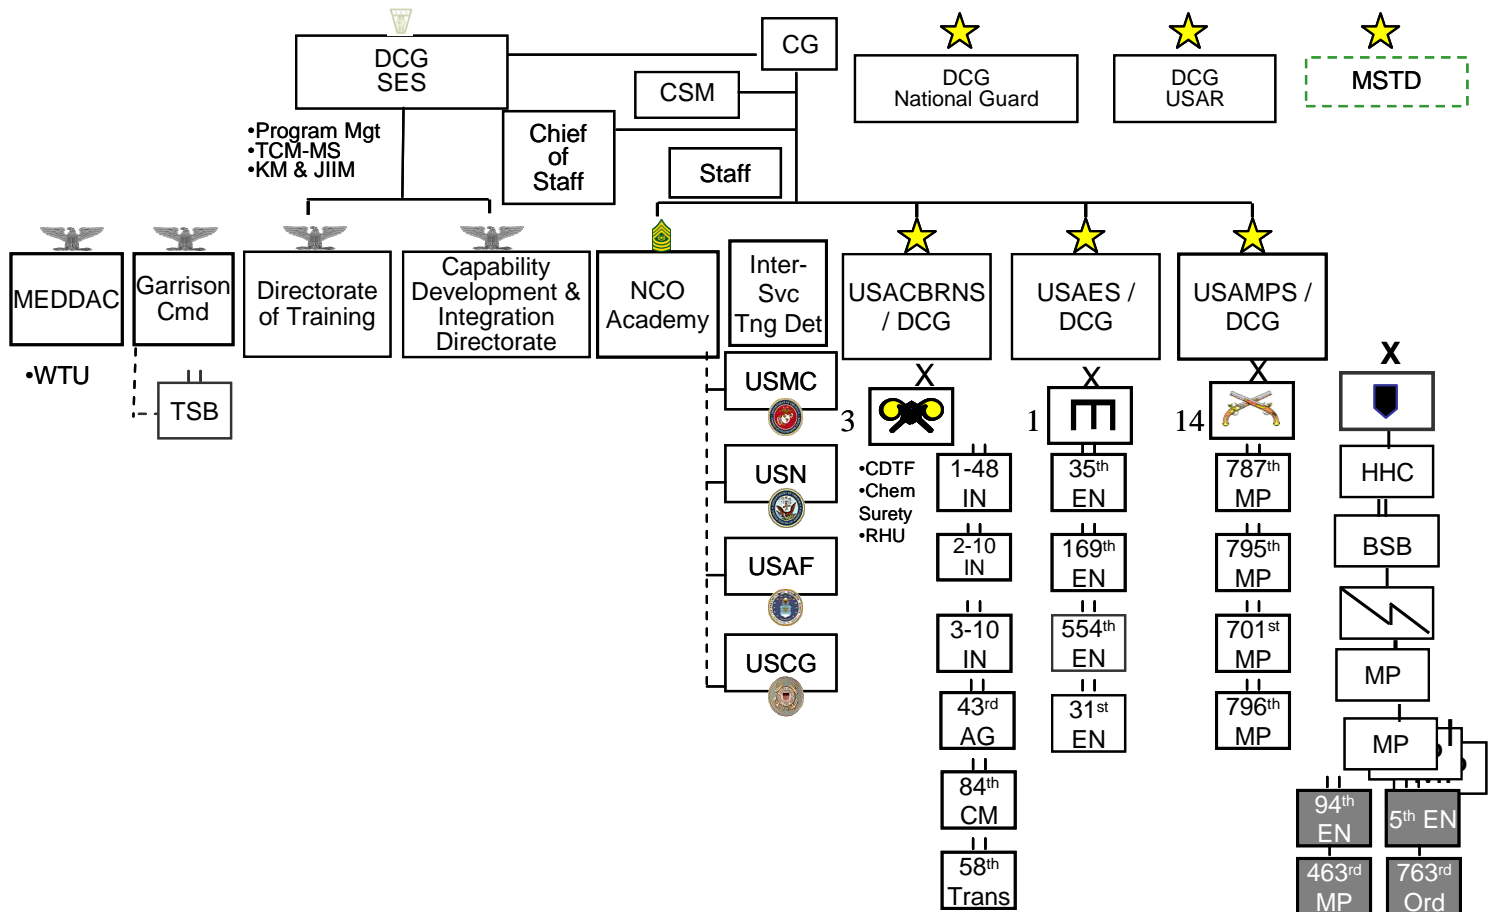 DCG
SES
CG
CSM
DCG
National Guard
DCG
USAR
MSTD
•Program Mgt
•TCM-MS
•KM & JIIM
Chief
of
Staff
Staff
MEDDAC
•WTU
Garrison
Cmd
TSB
Directorate
of Training
Capability
Development &
Integration
Directorate
NCO
Academy
Inter-
Svc
Tng Det
USMC
USN
USAF
USCG
USACBRNS
/ DCG
X
3
•CDTF
•Chem
Surety
•RHU
1-48
IN
2-10
IN
3-10
IN
43rd
AG
84th
CM
58th
Trans
USAES /
DCG
X
1
35th
EN
169th
EN
554th
EN
31st
EN
USAMPS /
DCG
X
14
787th
MP
795th
MP
701st
MP
796th
MP
X
HHC
BSB
MP
MP
94th
EN
5th EN
463rd
MP
763rd
Ord